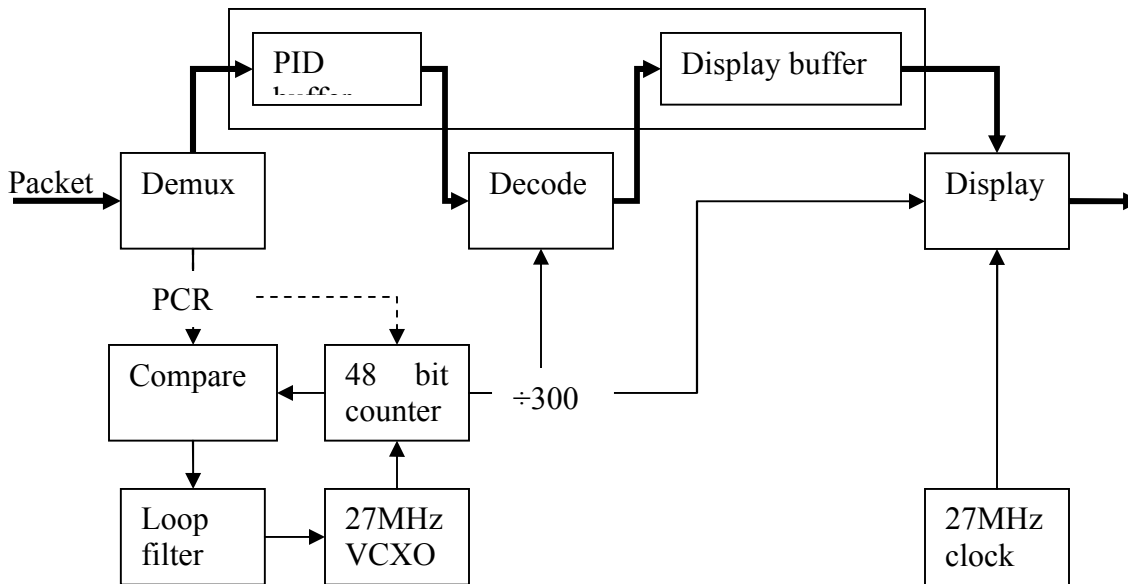 PID
Display buffer
Packet
Demux
Decode
Display
PCR
Compare
48 bit
counter
÷300
Loop
filter
27MHz
VCXO
27MHz
clock